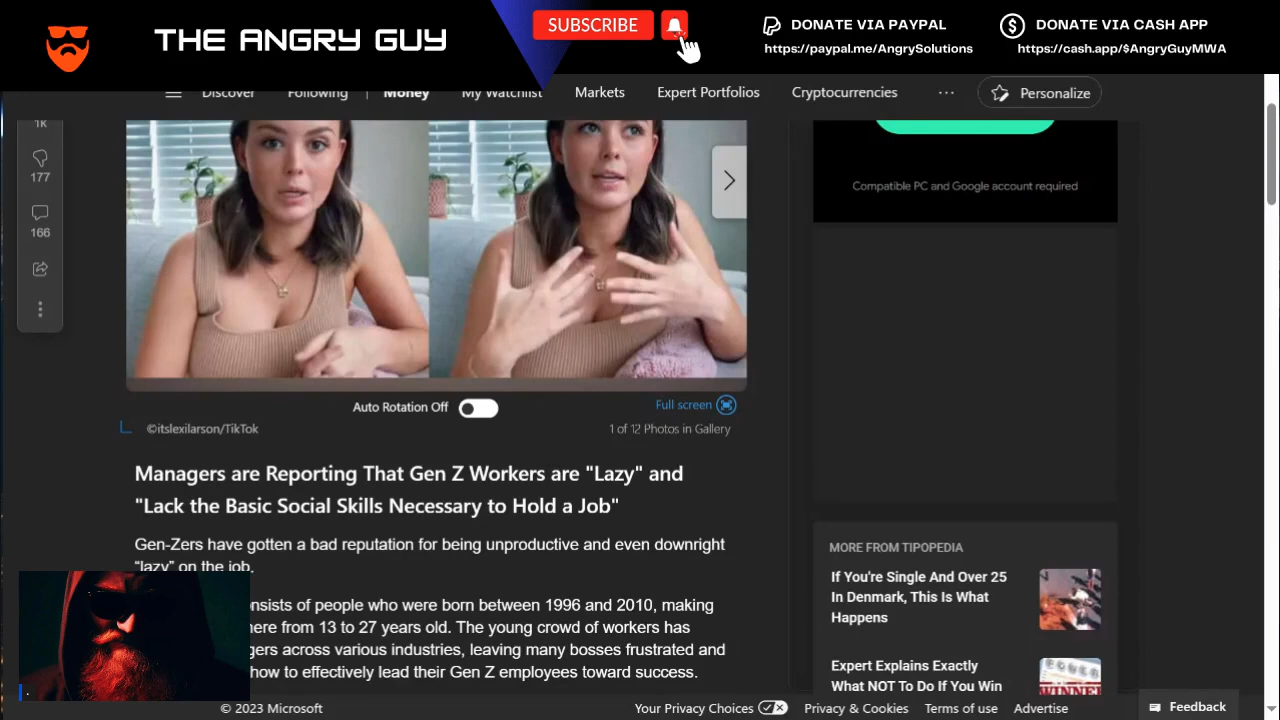 THE ANGRY GUY
SUBSCRIBE
DONATE VIA PAYPAL
https://paypal.me/AngrySolutions
DONATE VIA CASH APP
https://cash.app/$AngryGuyMWA
Discover Following Money My Watchlist Markets Expert Portfolios Cryptocurrencies ... Personalize
1k
177
166
Compatible PC and Google account required
Auto Rotation Off
Full screen
©itslexilarson/TikTok
1 of 12 Photos in Gallery
Managers are Reporting That Gen Z Workers are "Lazy" and
"Lack the Basic Social Skills Necessary to Hold a Job"
Gen-Zers have gotten a bad reputation for being unproductive and even downright
“lazy” on the job.
onsists of people who were born between 1996 and 2010, making
here from 13 to 27 years old. The young crowd of workers has
gers across various industries, leaving many bosses frustrated and
how to effectively lead their Gen Z employees toward success.
MORE FROM TIPOPEDIA
If You're Single And Over 25
In Denmark, This Is What
Happens
Expert Explains Exactly
What NOT To Do If You Win
WINNER
© 2023 Microsoft
Your Privacy Choices
Privacy & Cookies
Terms of use
Advertise
Feedback